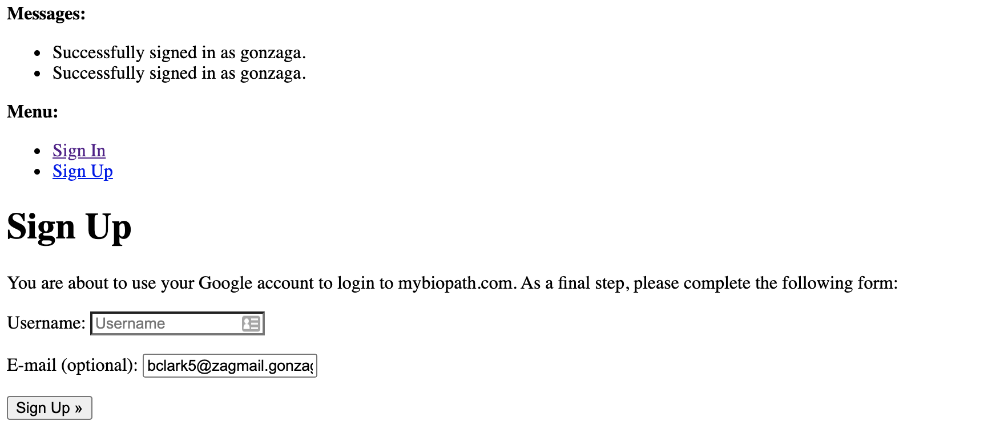 Messages:
Successfully signed in as gonzaga.
Successfully signed in as gonzaga.
Menu:
Sign In
Sign Up
Sign Up
You are about to use your Google account to login to mybiopath.com. As a final step, please complete the following form:
Username: Username
E-mail (optional): bclark5@zagmail.gonzag
Sign Up »